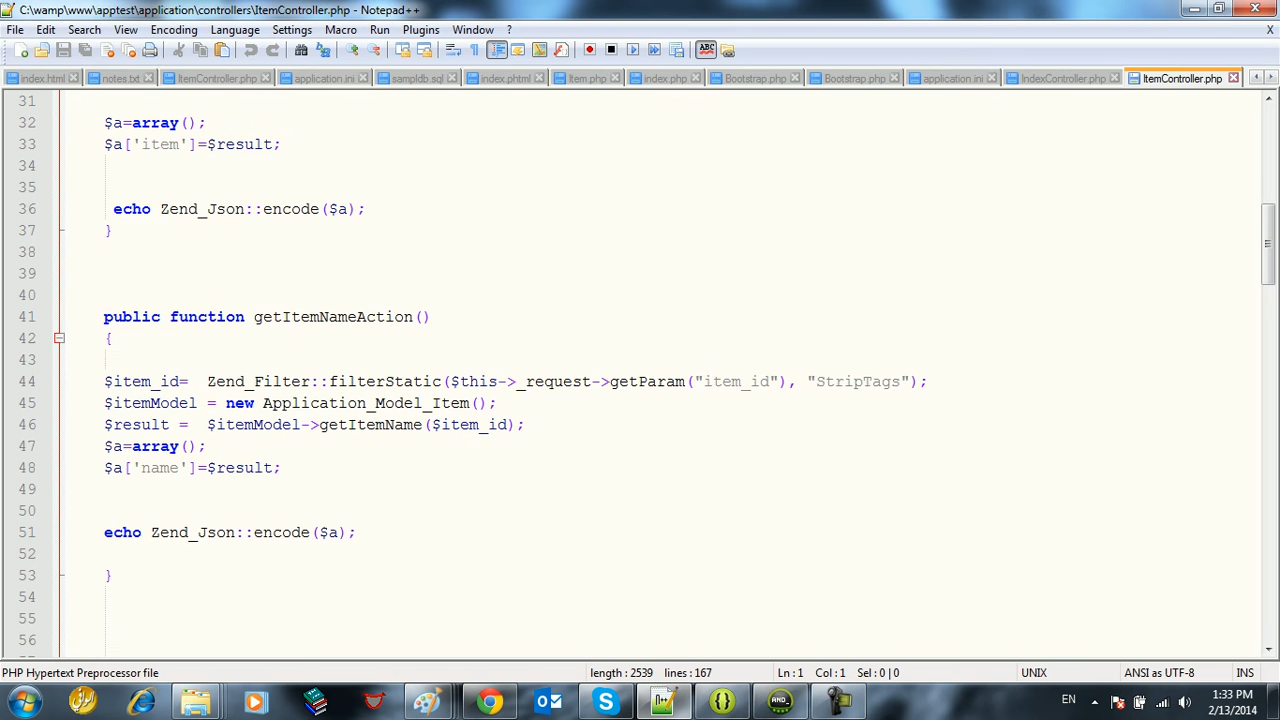 C:\wamp\www\apptest\application\controllers\ItemController.php - Notepad++
File Edit Search View Encoding Language Settings Macro Run Plugins Window ? X
index.html notes.txt ItemController.php application.ini sampldb.sql index.phtml Item.php index.php Bootstrap.php Bootstrap.php application.ini IndexController.php ItemController.php
31
32 $a=array();
33 $a['item']=$result;
34
35
36 echo Zend_Json::encode($a);
37 }
38
39
40
41 public function getItemNameAction()
42 {
43
44 $item_id= Zend_Filter::filterStatic($this->_request->getParam("item_id"), "StripTags");
45 $itemModel = new Application_Model_Item();
46 $result = $itemModel->getItemName($item_id);
47 $a=array();
48 $a['name']=$result;
49
50
51 echo Zend_Json::encode($a);
52
53 }
54
55
56
PHP Hypertext Preprocessor file length : 2539 lines : 167 Ln : 1 Col : 1 Sel : 0 | 0 UNIX ANSI as UTF-8 INS
EN 1:33 PM
2/13/2014